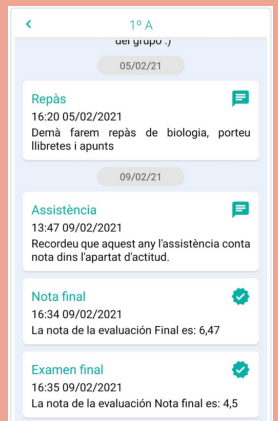 1º A
del grupo :)
05/02/21
Repàs
16:20 05/02/2021
Demà farem repàs de biologia, porteu
llibretes i apunts
09/02/21
Assistència
13:47 09/02/2021
Recordeu que aquest any l'assistència conta
nota dins l'apartat d'actitud.
Nota final
16:34 09/02/2021
La nota de la evaluación Final es: 6,47
Examen final
16:35 09/02/2021
La nota de la evaluación Nota final es: 4,5